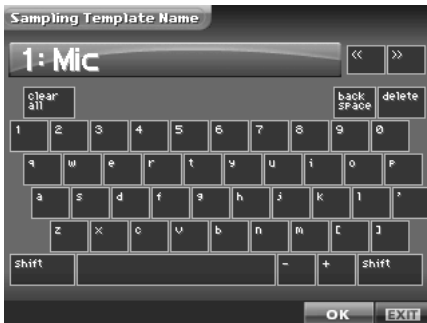 Sampling Template Name
1: Mic << >>
clear all back space delete
1 2 3 4 5 6 7 8 9 0
q w e r t y u i o p
a s d f g h j k l '
z x c v b n m [ ]
shift - + shift
OK EXIT